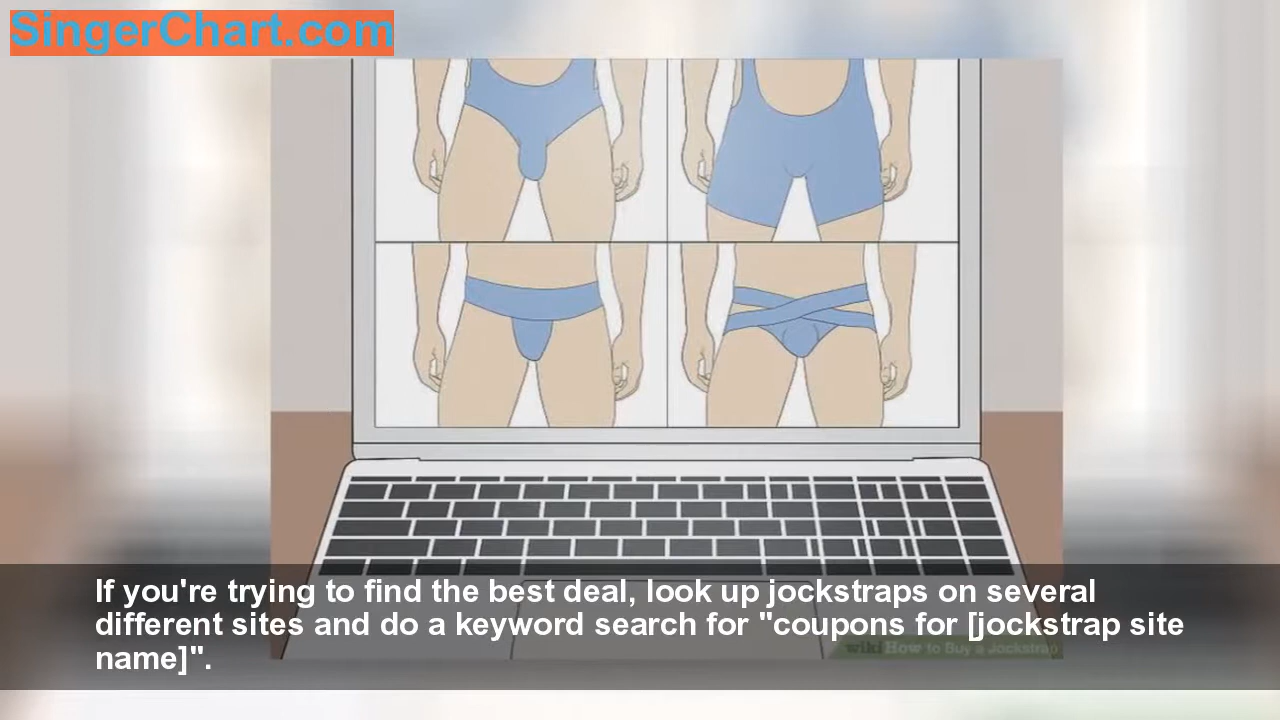 SingerChart.com
If you're trying to find the best deal, look up jockstraps on several
different sites and do a keyword search for "coupons for [jockstrap site
name]".
wikiHow to Buy a Jockstrap